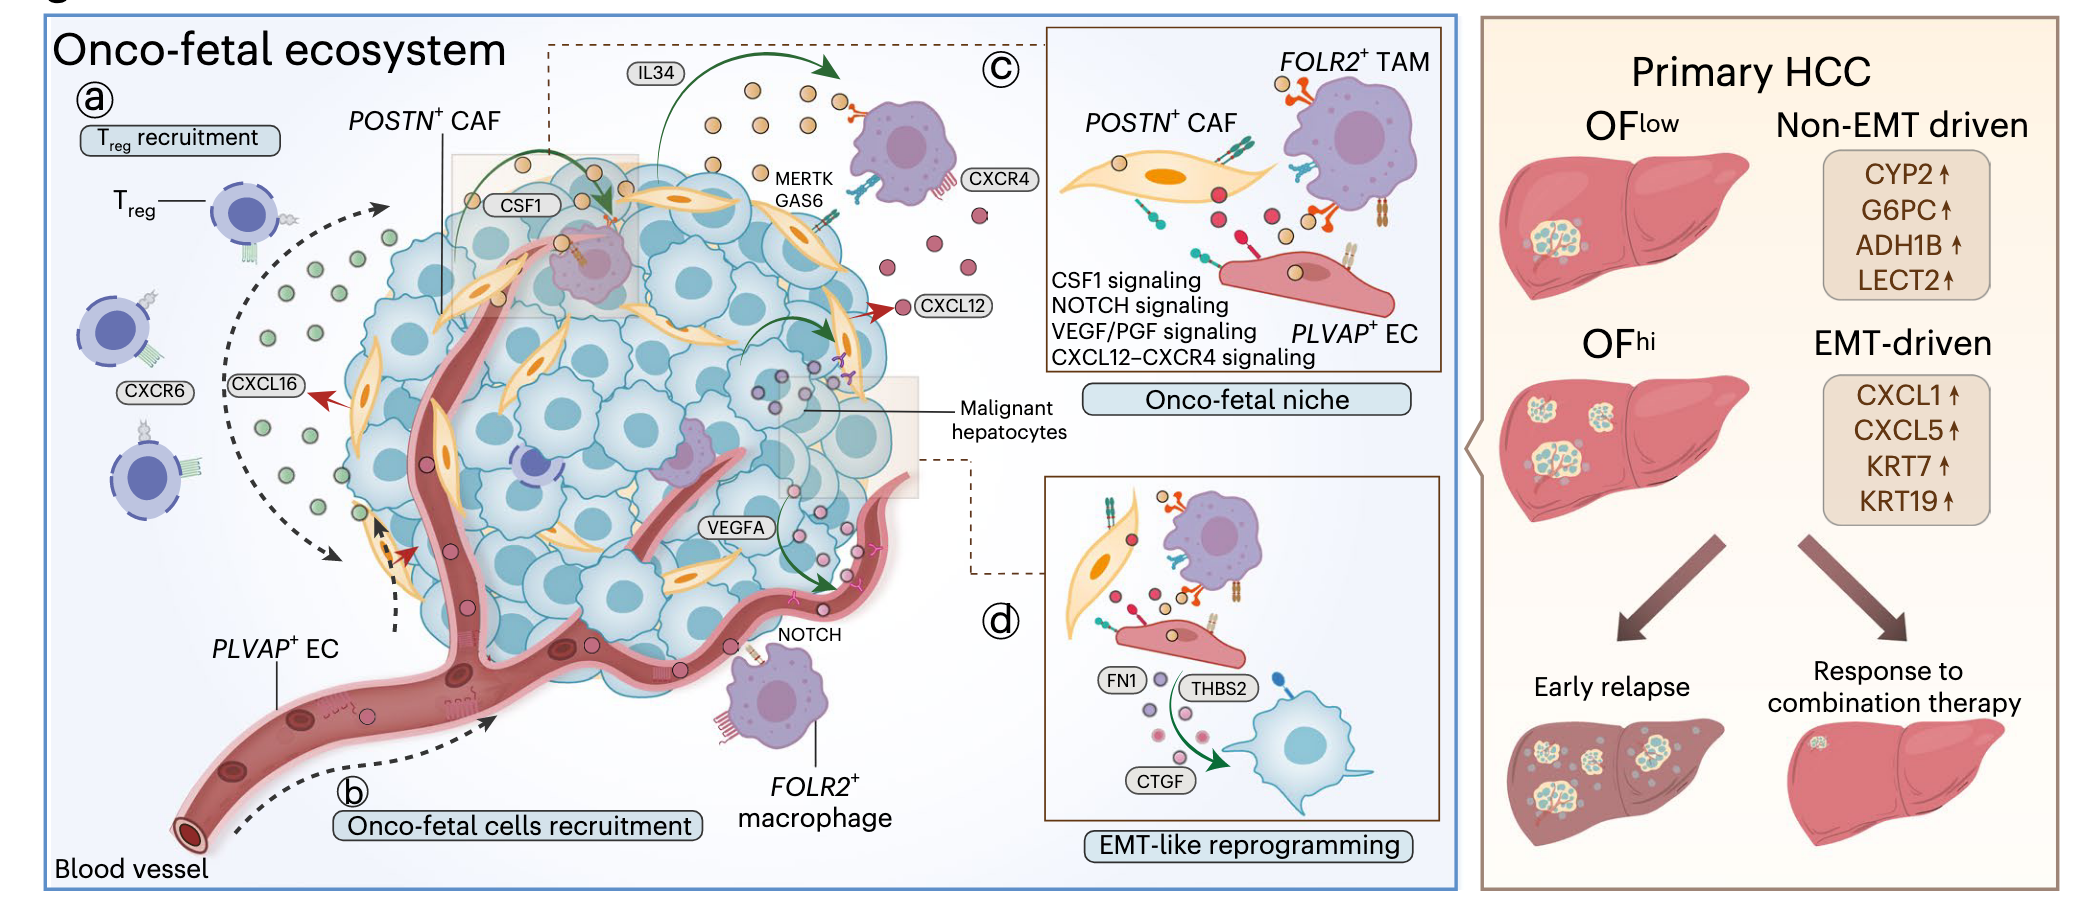 Onco-fetal ecosystem
ⓐ
Treg recruitment
Treg
POSTN+ CAF
IL34
CSF1
MERTK
GAS6
CXCR4
CXCL12
CXCR6
CXCL16
Malignant
hepatocytes
VEGFA
NOTCH
PLVAP+ EC
ⓑ
Onco-fetal cells recruitment
FOLR2+
macrophage
Blood vessel
ⓒ
FOLR2+ TAM
POSTN+ CAF
CSF1 signaling
NOTCH signaling
VEGF/PGF signaling
PLVAP+ EC
CXCL12–CXCR4 signaling
Onco-fetal niche
ⓓ
FN1
THBS2
CTGF
EMT-like reprogramming
Primary HCC
OFlow
Non-EMT driven
CYP2↑
G6PC↑
ADH1B↑
LECT2↑
OFhi
EMT-driven
CXCL1↑
CXCL5↑
KRT7↑
KRT19↑
Early relapse
Response to
combination therapy